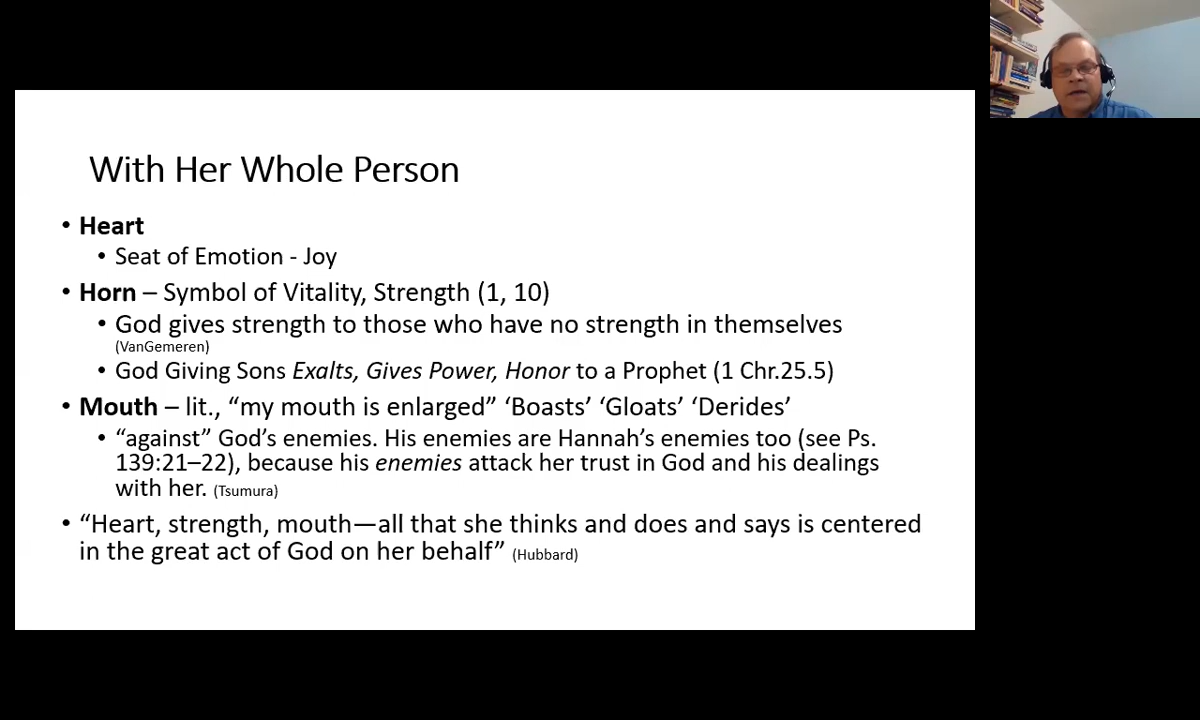 With Her Whole Person
• Heart
• Seat of Emotion - Joy
• Horn – Symbol of Vitality, Strength (1, 10)
• God gives strength to those who have no strength in themselves
(VanGemeren)
• God Giving Sons Exalts, Gives Power, Honor to a Prophet (1 Chr.25.5)
• Mouth – lit., “my mouth is enlarged” ‘Boasts’ ‘Gloats’ ‘Derides’
• “against” God’s enemies. His enemies are Hannah’s enemies too (see Ps.
139:21–22), because his enemies attack her trust in God and his dealings
with her. (Tsumura)
• “Heart, strength, mouth—all that she thinks and does and says is centered
in the great act of God on her behalf” (Hubbard)